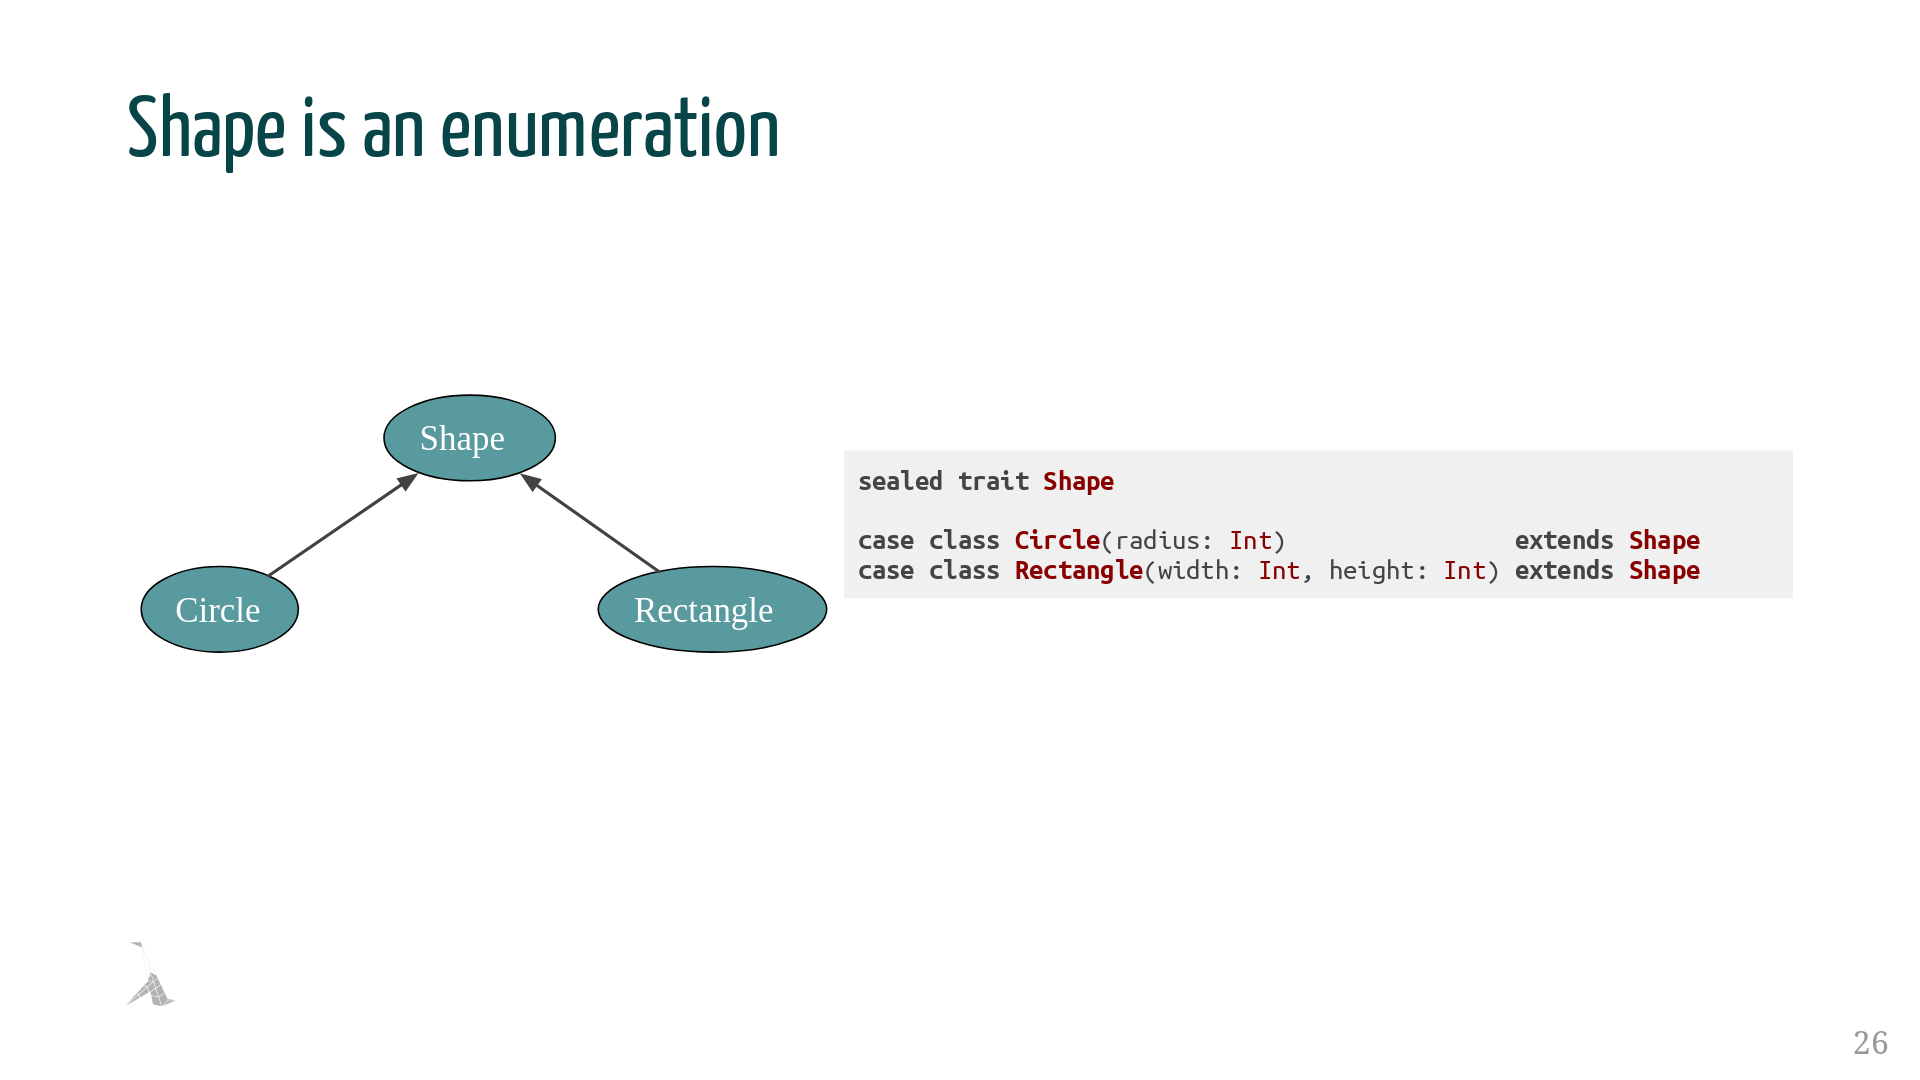 Shape is an enumeration
Shape
Circle
Rectangle
sealed trait Shape
case class Circle(radius: Int)                extends Shape
case class Rectangle(width: Int, height: Int) extends Shape
26